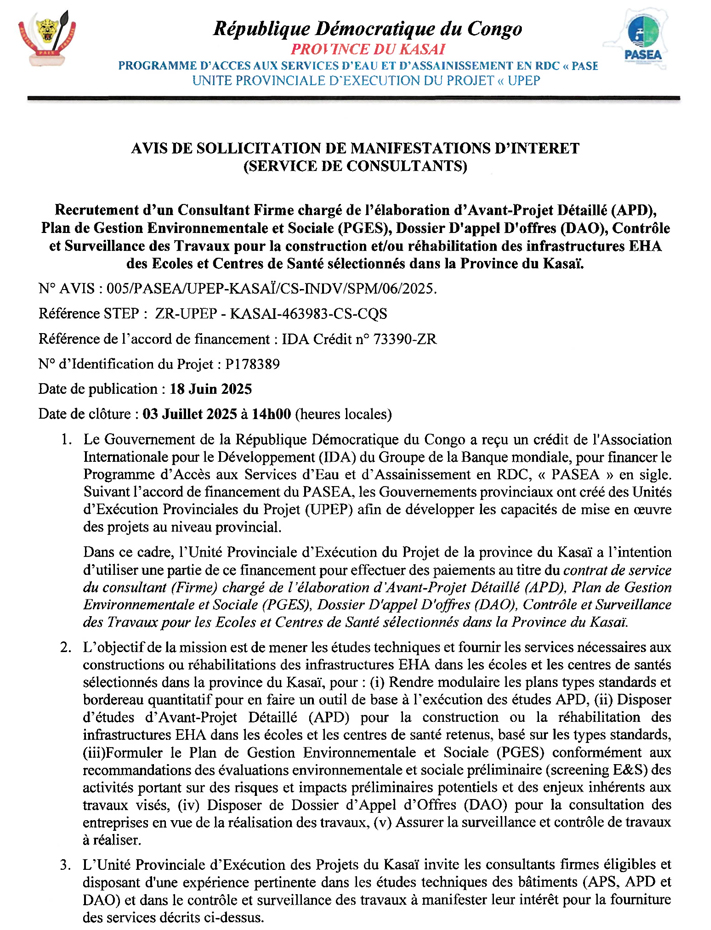 République Démocratique du Congo
PROVINCE DU KASAI
PROGRAMME D'ACCES AUX SERVICES D'EAU ET D'ASSAINISSEMENT EN RDC « PASE
UNITE PROVINCIALE D'EXECUTION DU PROJET « UPEP
PASEA
AVIS DE SOLLICITATION DE MANIFESTATIONS D'INTERET
(SERVICE DE CONSULTANTS)
Recrutement d'un Consultant Firme chargé de l'élaboration d'Avant-Projet Détaillé (APD),
Plan de Gestion Environnementale et Sociale (PGES), Dossier D'appel D'offres (DAO), Contrôle
et Surveillance des Travaux pour la construction et/ou réhabilitation des infrastructures EHA
des Ecoles et Centres de Santé sélectionnés dans la Province du Kasaï.
N° AVIS : 005/PASEA/UPEP-KASAÏ/CS-INDV/SPM/06/2025.
Référence STEP : ZR-UPEP - KASAI-463983-CS-CQS
Référence de l'accord de financement : IDA Crédit n° 73390-ZR
N° d'Identification du Projet : P178389
Date de publication : 18 Juin 2025
Date de clôture : 03 Juillet 2025 à 14h00 (heures locales)
1. Le Gouvernement de la République Démocratique du Congo a reçu un crédit de l'Association
Internationale pour le Développement (IDA) du Groupe de la Banque mondiale, pour financer le
Programme d'Accès aux Services d'Eau et d'Assainissement en RDC, « PASEA » en sigle.
Suivant l'accord de financement du PASEA, les Gouvernements provinciaux ont créé des Unités
d'Exécution Provinciales du Projet (UPEP) afin de développer les capacités de mise en œuvre
des projets au niveau provincial.
Dans ce cadre, l'Unité Provinciale d'Exécution du Projet de la province du Kasaï a l'intention
d'utiliser une partie de ce financement pour effectuer des paiements au titre du contrat de service
du consultant (Firme) chargé de l'élaboration d'Avant-Projet Détaillé (APD), Plan de Gestion
Environnementale et Sociale (PGES), Dossier D'appel D'offres (DAO), Contrôle et Surveillance
des Travaux pour les Ecoles et Centres de Santé sélectionnés dans la Province du Kasaï.
2. L'objectif de la mission est de mener les études techniques et fournir les services nécessaires aux
constructions ou réhabilitations des infrastructures EHA dans les écoles et les centres de santés
sélectionnés dans la province du Kasaï, pour : (i) Rendre modulaire les plans types standards et
bordereau quantitatif pour en faire un outil de base à l'exécution des études APD, (ii) Disposer
d'études d'Avant-Projet Détaillé (APD) pour la construction ou la réhabilitation des
infrastructures EHA dans les écoles et les centres de santé retenus, basé sur les types standards,
(iii)Formuler le Plan de Gestion Environnementale et Sociale (PGES) conformément aux
recommandations des évaluations environnementale et sociale préliminaire (screening E&S) des
activités portant sur des risques et impacts préliminaires potentiels et des enjeux inhérents aux
travaux visés, (iv) Disposer de Dossier d'Appel d'Offres (DAO) pour la consultation des
entreprises en vue de la réalisation des travaux, (v) Assurer la surveillance et contrôle de travaux
à réaliser.
3. L'Unité Provinciale d'Exécution des Projets du Kasaï invite les consultants firmes éligibles et
disposant d'une expérience pertinente dans les études techniques des bâtiments (APS, APD et
DAO) et dans le contrôle et surveillance des travaux à manifester leur intérêt pour la fourniture
des services décrits ci-dessus.